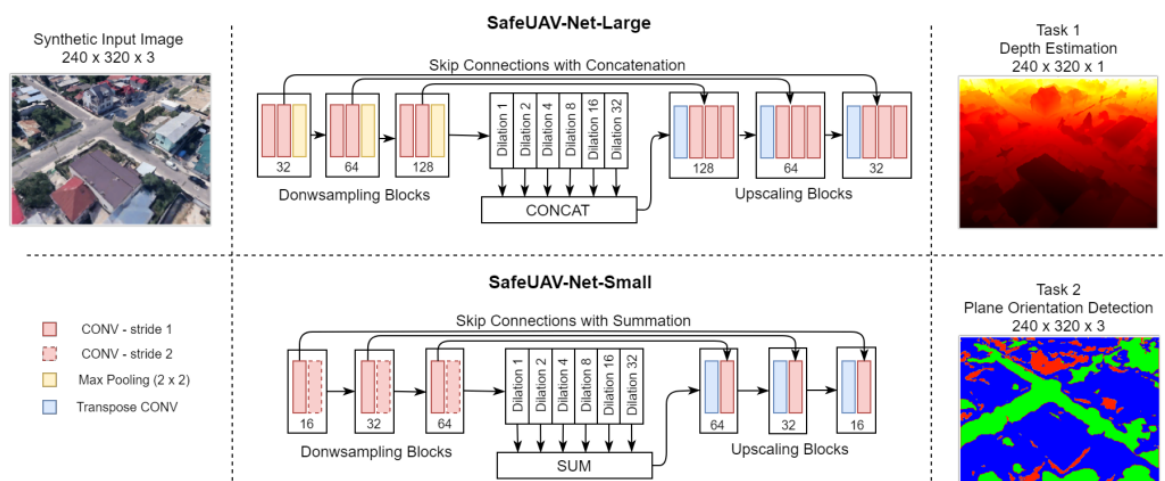 Synthetic Input Image
240 x 320 x 3
SafeUAV-Net-Large
Skip Connections with Concatenation
32
64
128
Donwsampling Blocks
Dilation 1
Dilation 2
Dilation 4
Dilation 8
Dilation 16
Dilation 32
CONCAT
128
64
32
Upscaling Blocks
Task 1
Depth Estimation
240 x 320 x 1
CONV - stride 1
CONV - stride 2
Max Pooling (2 x 2)
Transpose CONV
SafeUAV-Net-Small
Skip Connections with Summation
16
32
64
Donwsampling Blocks
Dilation 1
Dilation 2
Dilation 4
Dilation 8
Dilation 16
Dilation 32
SUM
64
32
16
Upscaling Blocks
Task 2
Plane Orientation Detection
240 x 320 x 3